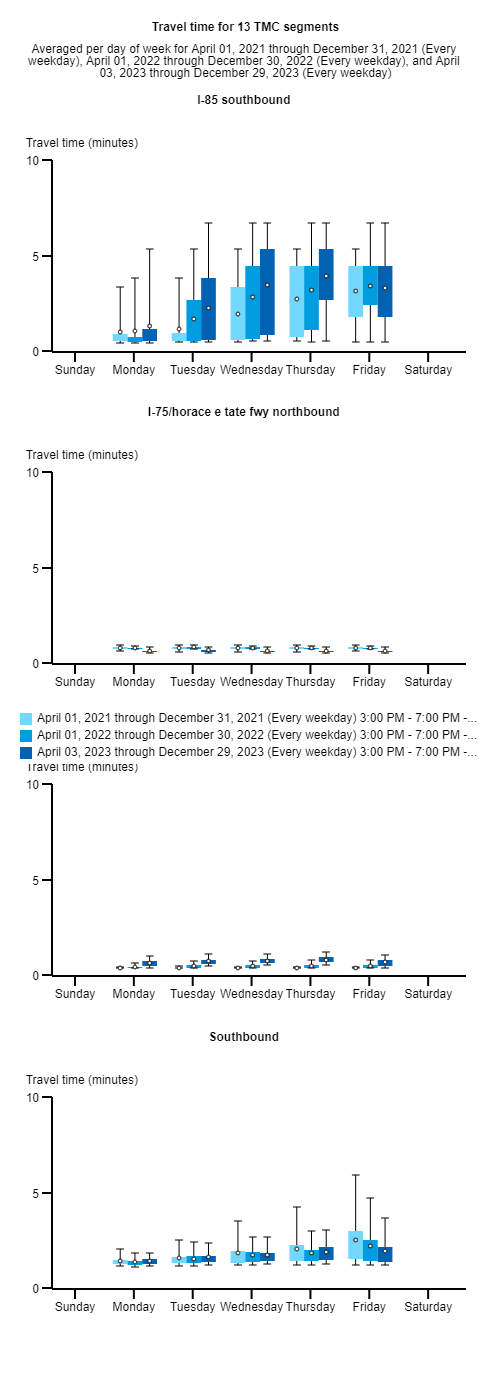 Travel time for 13 TMC segments
Averaged per day of week for April 01, 2021 through December 31, 2021 (Every
weekday), April 01, 2022 through December 30, 2022 (Every weekday), and April
03, 2023 through December 29, 2023 (Every weekday)
I-85 southbound
Travel time (minutes)
10
5
0
Sunday Monday Tuesday Wednesday Thursday Friday Saturday
I-75/horace e tate fwy northbound
Travel time (minutes)
10
5
0
Sunday Monday Tuesday Wednesday Thursday Friday Saturday
April 01, 2021 through December 31, 2021 (Every weekday) 3:00 PM - 7:00 PM -...
April 01, 2022 through December 30, 2022 (Every weekday) 3:00 PM - 7:00 PM -...
April 03, 2023 through December 29, 2023 (Every weekday) 3:00 PM - 7:00 PM -...
Travel time (minutes)
10
5
0
Sunday Monday Tuesday Wednesday Thursday Friday Saturday
Southbound
Travel time (minutes)
10
5
0
Sunday Monday Tuesday Wednesday Thursday Friday Saturday